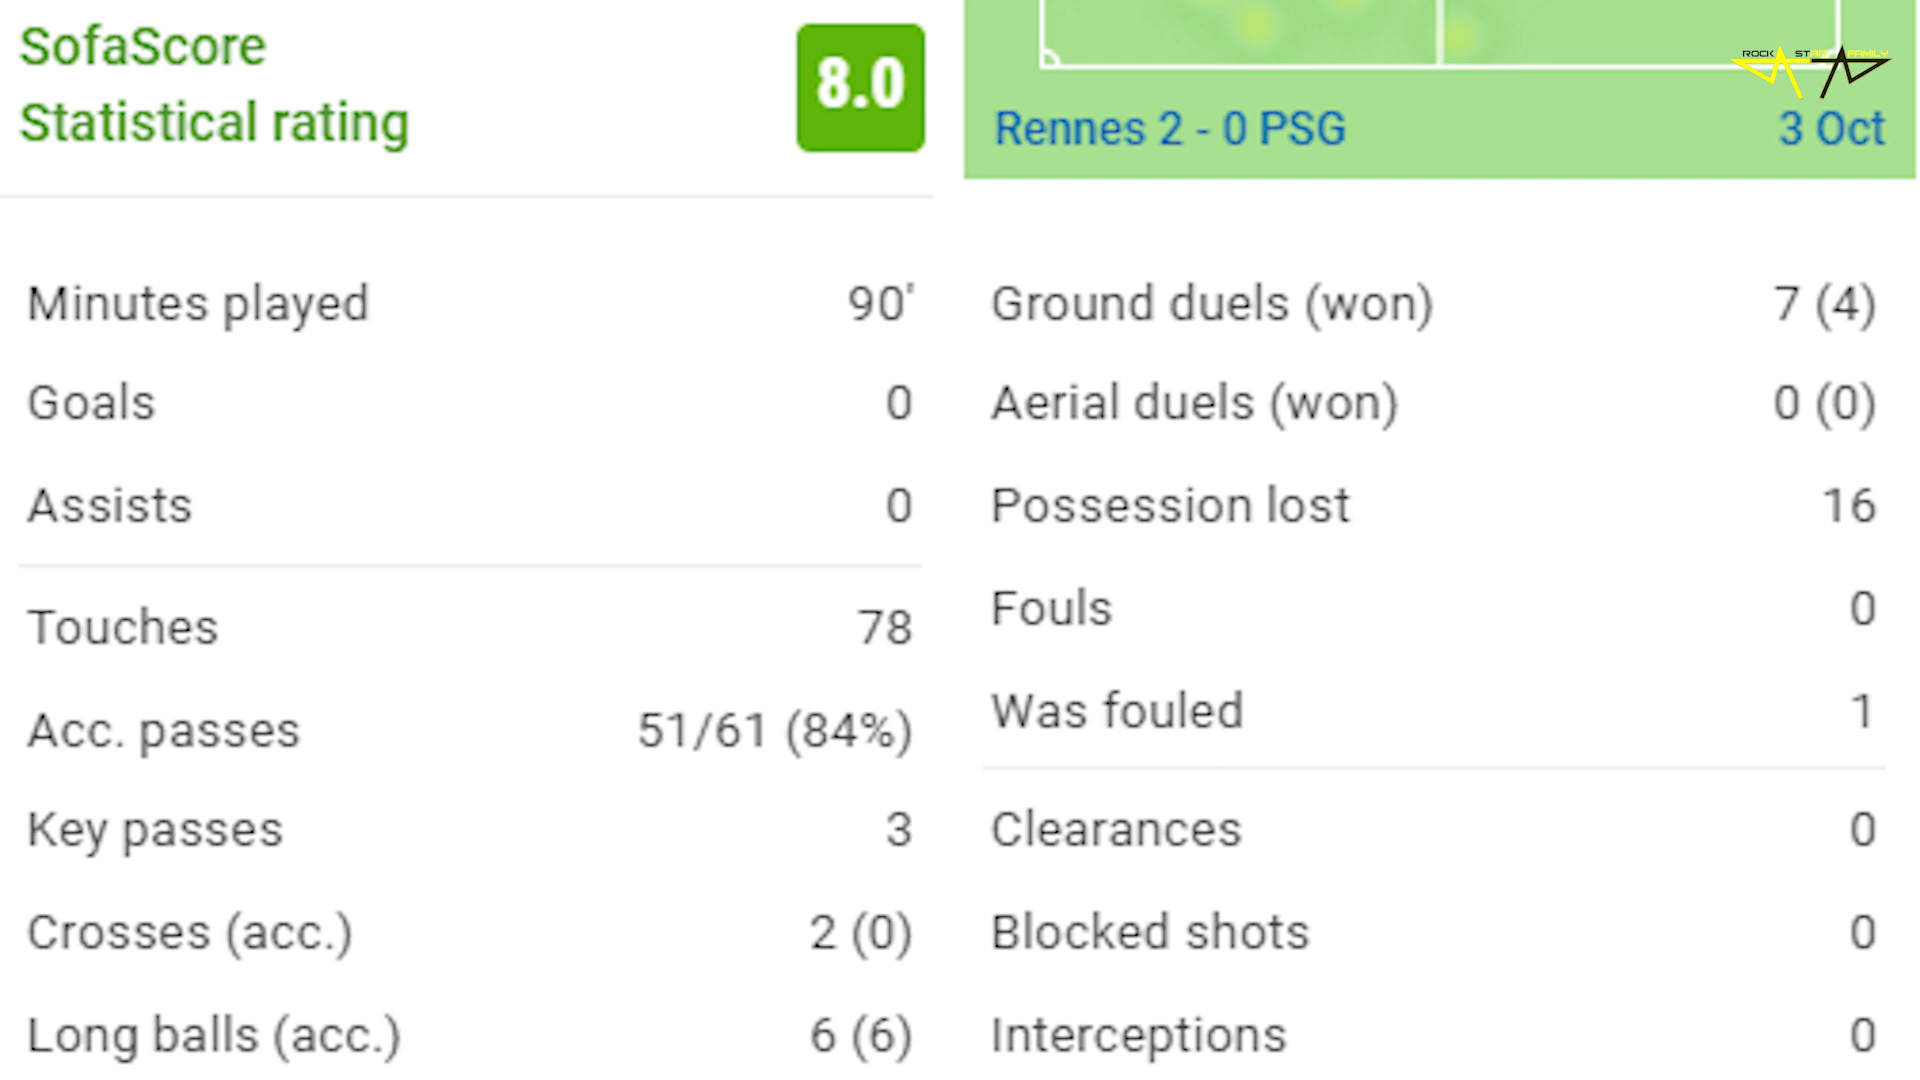 SofaScore
Statistical rating
8.0
Minutes played 90'
Goals 0
Assists 0
Touches 78
Acc. passes 51/61 (84%)
Key passes 3
Crosses (acc.) 2 (0)
Long balls (acc.) 6 (6)
ROCK STAR FAMILY
Rennes 2 - 0 PSG 3 Oct
Ground duels (won) 7 (4)
Aerial duels (won) 0 (0)
Possession lost 16
Fouls 0
Was fouled 1
Clearances 0
Blocked shots 0
Interceptions 0